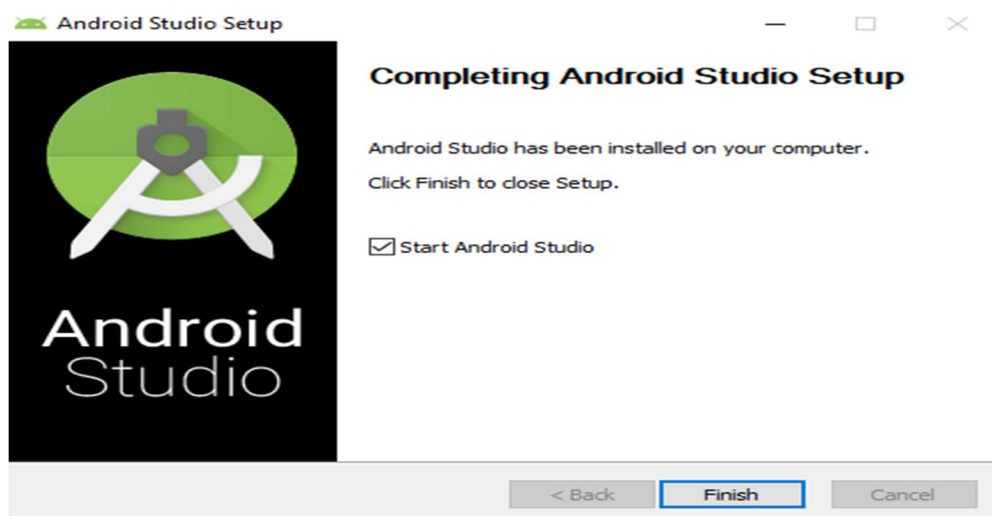 Android Studio Setup
Completing Android Studio Setup
Android Studio has been installed on your computer.
Click Finish to close Setup.
Start Android Studio
Android
Studio
< Back
Finish
Cancel